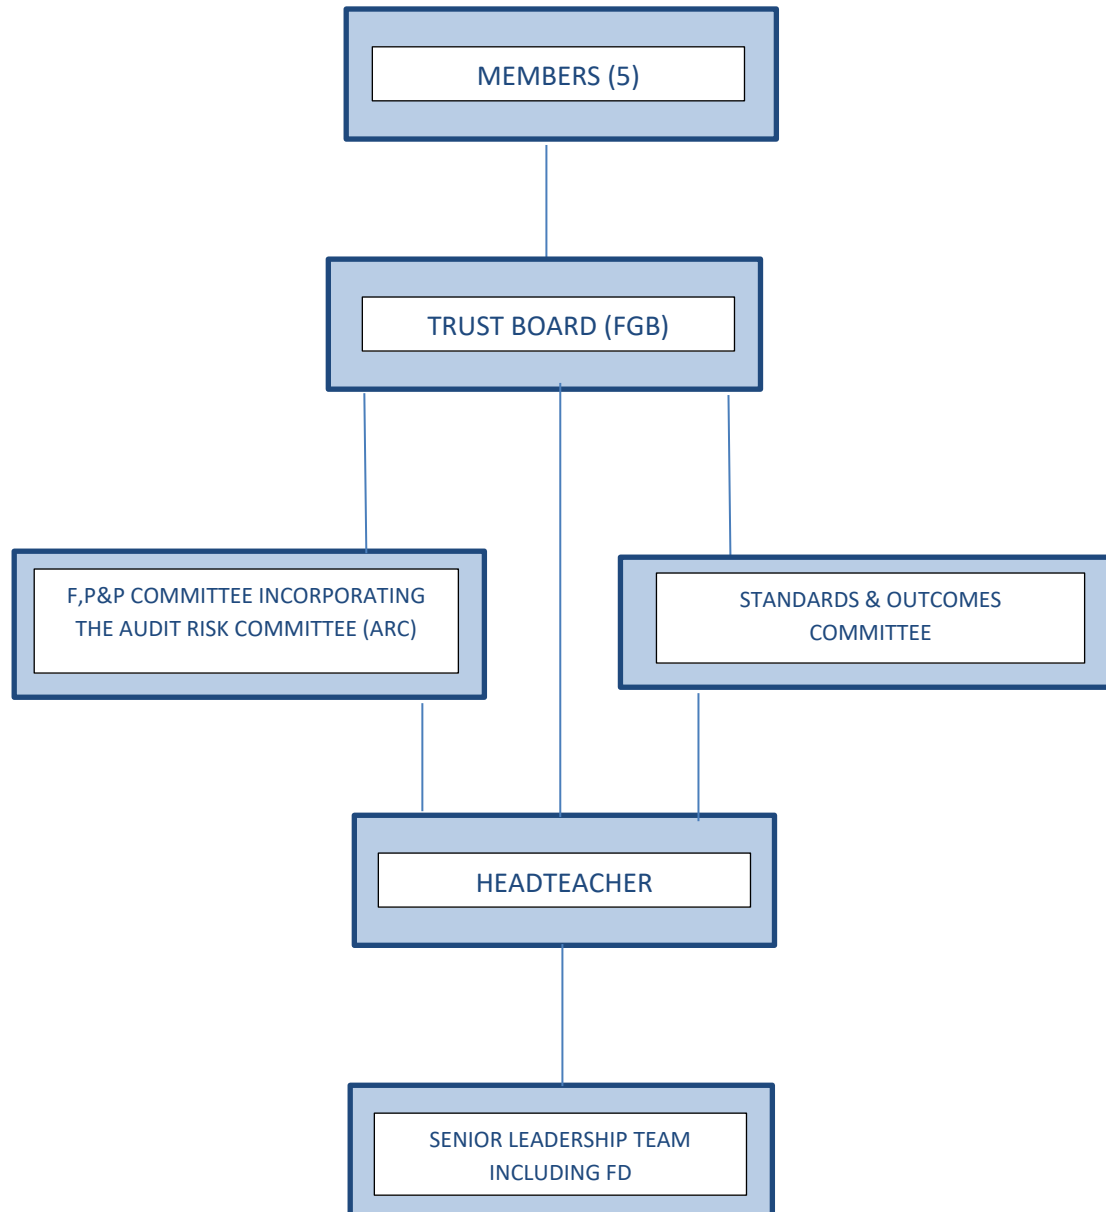 MEMBERS (5)
TRUST BOARD (FGB)
F,P&P COMMITTEE INCORPORATING
THE AUDIT RISK COMMITTEE (ARC)
STANDARDS & OUTCOMES
COMMITTEE
HEADTEACHER
SENIOR LEADERSHIP TEAM
INCLUDING FD